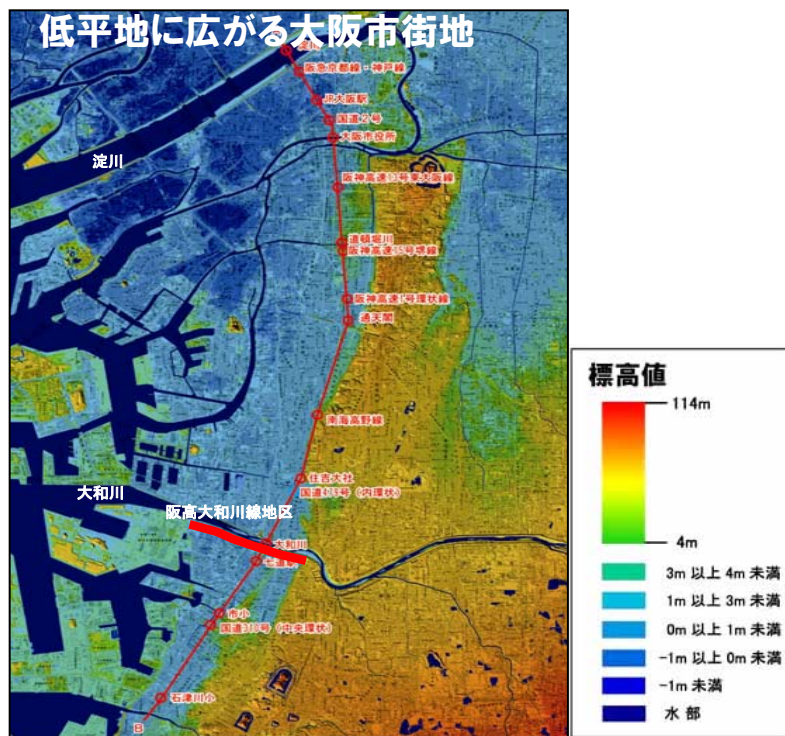 低平地に広がる大阪市街地
淀川
阪急京都線・神戸線
JR大阪駅
国道2号
大阪市役所
淀川
阪神高速13号東大阪線
道頓堀川
阪神高速15号堺線
阪神高速1号環状線
通天閣
南海高野線
住吉大社
国道479号（内環状）
大和川
阪高大和川線地区
大和川
七道駅
市小
国道310号（中央環状）
石津川小
B
標高値
114m
4m
3m 以上 4m 未満
1m 以上 3m 未満
0m 以上 1m 未満
-1m 以上 0m 未満
-1m 未満
水 部